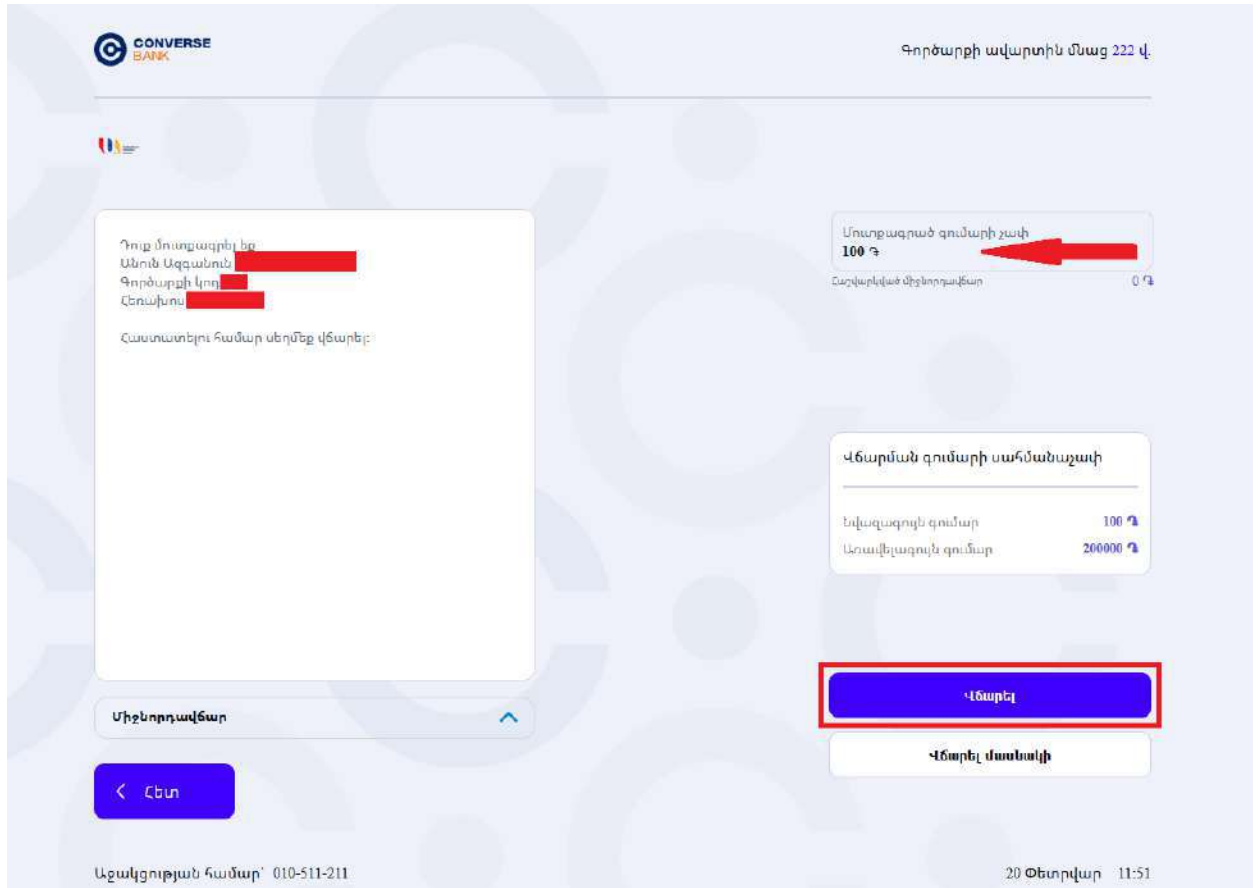 CONVERSE
BANK
Գործարքի ավարտին մնաց 222 վ.
Դուք մուտքագրել եք
Անուն Ազգանուն
Գործարքի կոդ
Հեռախոս
Հաստատելու համար սեղմեք վճարել:
Մուտքագրած գումարի չափ
100 ֏
Հաշվարկված միջնորդավճար 0 ֏
Վճարման գումարի սահմանաչափ
Նվազագույն գումար 100 ֏
Առավելագույն գումար 200000 ֏
Վճարել
Միջնորդավճար
Վճարել մասնակի
Հետ
Աջակցության համար՝ 010-511-211
20 Փետրվար 11:51